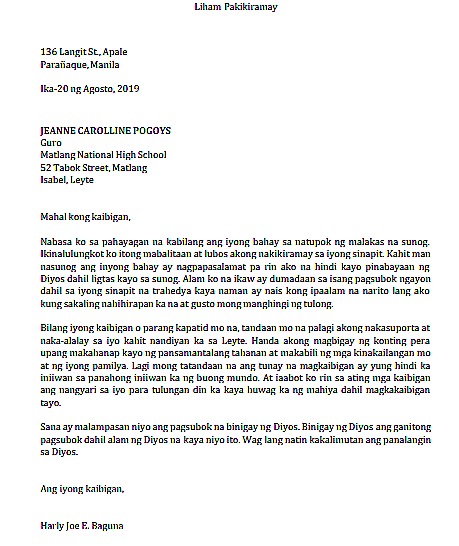 Liham Pakikiramay
136 Langit St., Apale
Parañaque, Manila
Ika-20 ng Agosto, 2019
JEANNE CAROLLINE POGOYS
Guro
Matlang National High School
52 Tabok Street, Matlang
Isabel, Leyte
Mahal kong kaibigan,
Nabasa ko sa pahayagan na kabilang ang iyong bahay sa natupok ng malakas na sunog.
Ikinalulungkot ko itong mabalitaan at lubos akong nakikiramay sa iyong sinapit. Kahit man
nasunog ang inyong bahay ay nagpapasalamat pa rin ako na hindi kayo pinabayaan ng
Diyos dahil ligtas kayo sa sunog. Alam ko na ikaw ay dumadaan sa isang pagsubok ngayon
dahil sa iyong sinapit na trahedya kaya naman ay nais kong ipaalam na narito lang ako
kung sakaling nahihirapan ka na at gusto mong manghingi ng tulong.
Bilang iyong kaibigan o parang kapatid mo na, tandaan mo na palagi akong nakasuporta at
naka-alalay sa iyo kahit nandiyan ka sa Leyte. Handa akong magbigay ng konting pera
upang makahanap kayo ng pansamantalang tahanan at makabili ng mga kinakailangan mo
at ng iyong pamilya. Lagi mong tatandaan na ang tunay na magkaibigan ay yung hindi ka
iniiwan sa panahong iniiwan ka ng buong mundo. At iaabot ko rin sa ating mga kaibigan
ang nangyari sa iyo para tulungan din ka kaya huwag ka ng mahiya dahil magkakaibigan
tayo.
Sana ay malampasan niyo ang pagsubok na binigay ng Diyos. Binigay ng Diyos ang ganitong
pagsubok dahil alam ng Diyos na kaya niyo ito. Wag lang natin kakalimutan ang panalangin
sa Diyos.
Ang iyong kaibigan,
Harly Joe E. Baguna